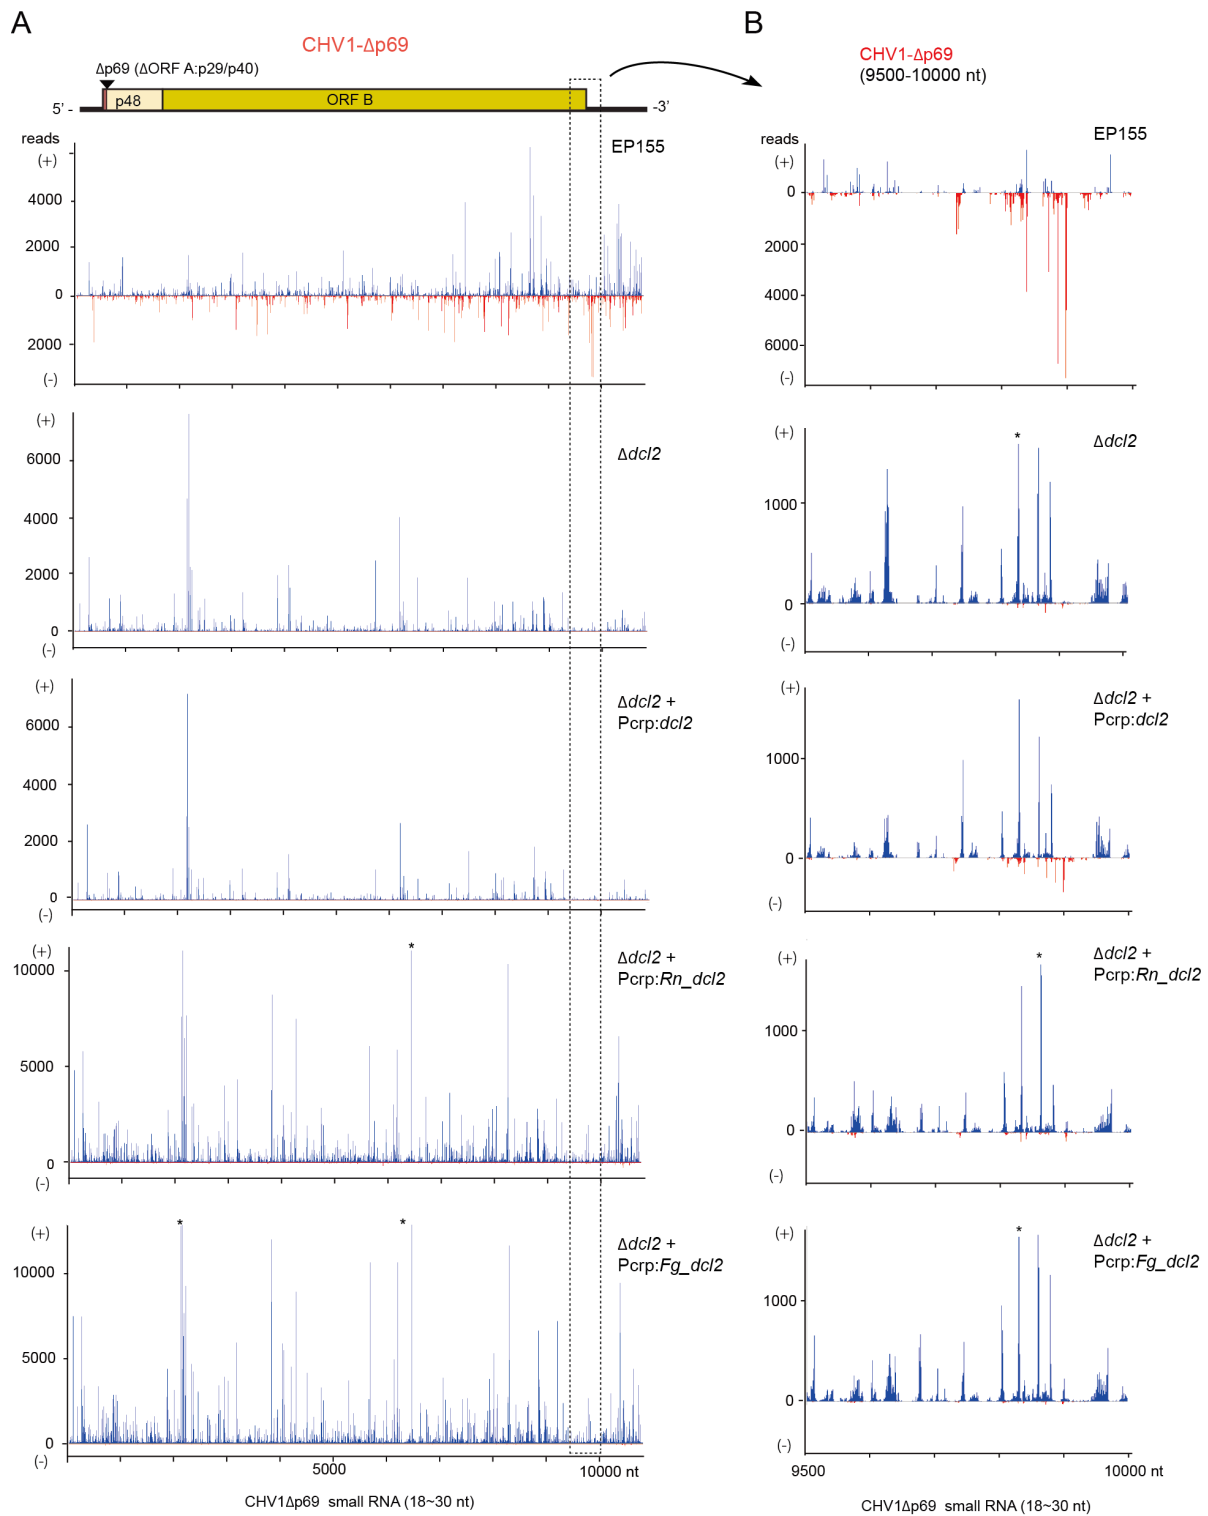 A
CHV1-Δp69
Δp69 (ΔORF A:p29/p40)
5' -
p48
ORF B
-3'
reads
(+)
EP155
4000
2000
0
2000
(-)
(+)
Δdcl2
6000
4000
2000
0
(-)
(+)
Δdcl2 +
Pcrp:dcl2
6000
4000
2000
0
(-)
(+)
*
Δdcl2 +
Pcrp:Rn_dcl2
10000
5000
0
(-)
(+)
*
*
Δdcl2 +
Pcrp:Fg_dcl2
10000
5000
0
(-)
5000
10000 nt
CHV1Δp69 small RNA (18~30 nt)
B
CHV1-Δp69
(9500-10000 nt)
reads
(+)
EP155
0
2000
4000
6000
(-)
(+)
*
Δdcl2
1000
0
(-)
(+)
Δdcl2 +
Pcrp:dcl2
1000
0
(-)
(+)
*
Δdcl2 +
Pcrp:Rn_dcl2
1000
0
(-)
(+)
*
Δdcl2 +
Pcrp:Fg_dcl2
1000
0
(-)
9500
10000 nt
CHV1Δp69 small RNA (18~30 nt)